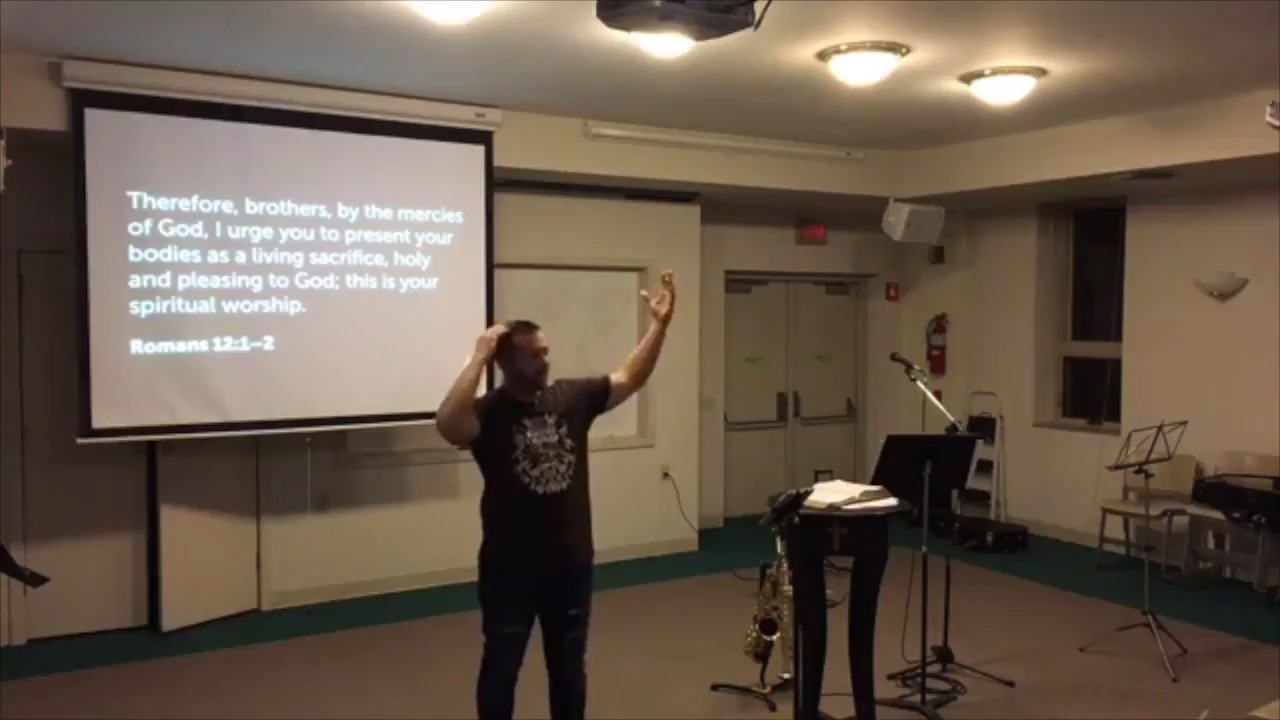 Therefore, brothers, by the mercies
of God, I urge you to present your
bodies as a living sacrifice, holy
and pleasing to God; this is your
spiritual worship.
Romans 12:1–2